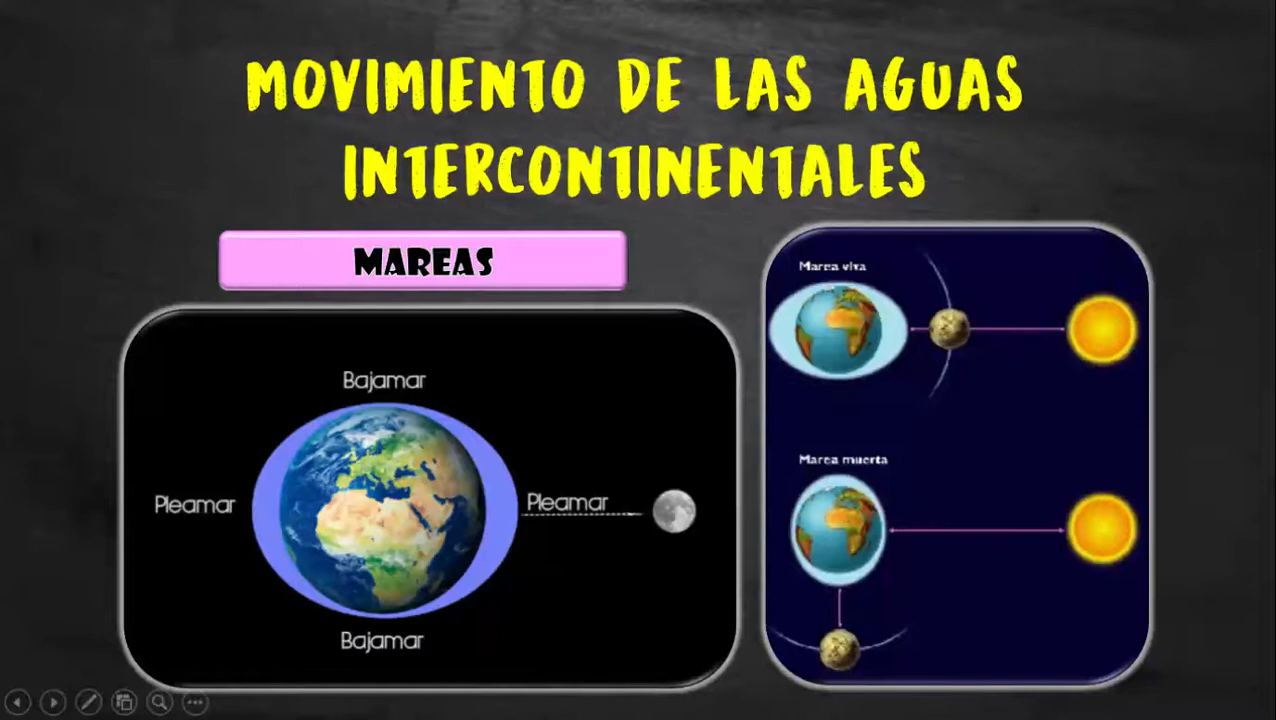 MOVIMIENTO DE LAS AGUAS
INTERCONTINENTALES
MAREAS
Bajamar
Pleamar
Pleamar
Bajamar
Marea viva
Marea muerta